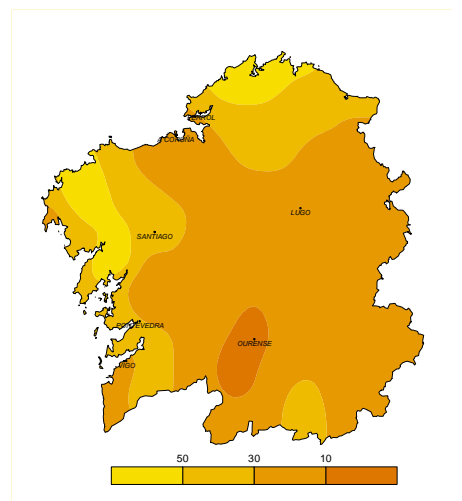 FERROL
A CORUÑA
LUGO
SANTIAGO
PONTEVEDRA
OURENSE
VIGO
50 30 10